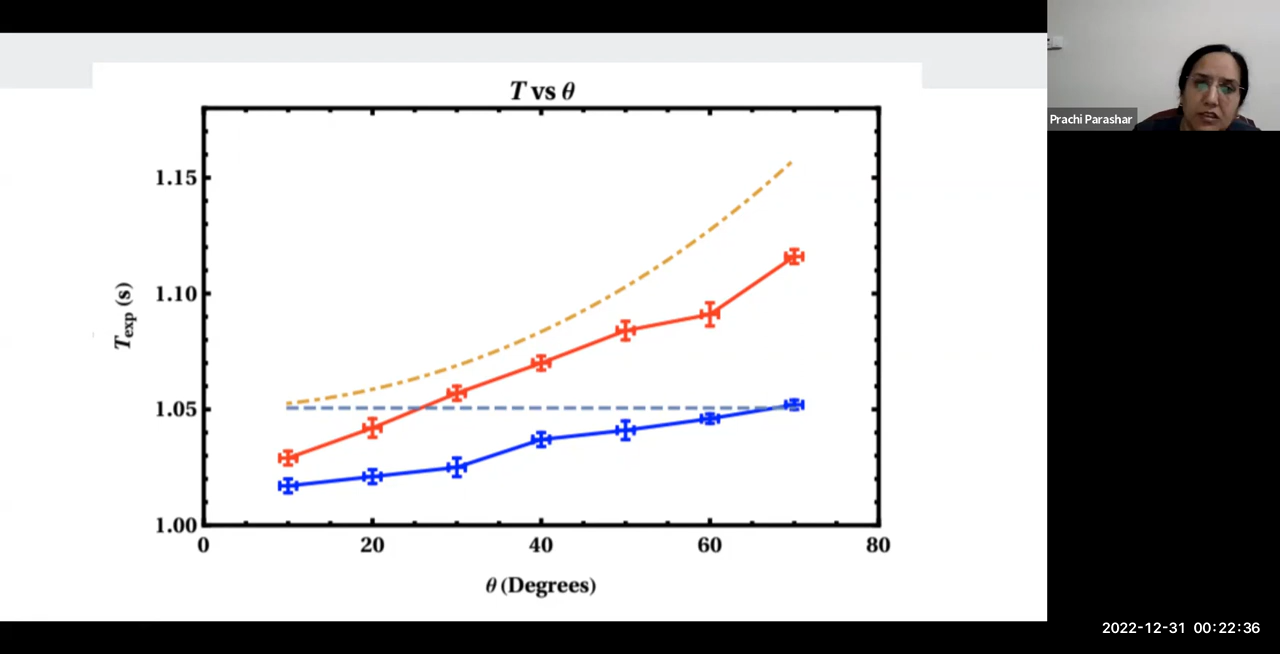 T vs θ
Prachi Parashar
1.15
1.10
1.05
1.00
T_exp (s)
0 20 40 60 80
θ (Degrees)
2022-12-31 00:22:36